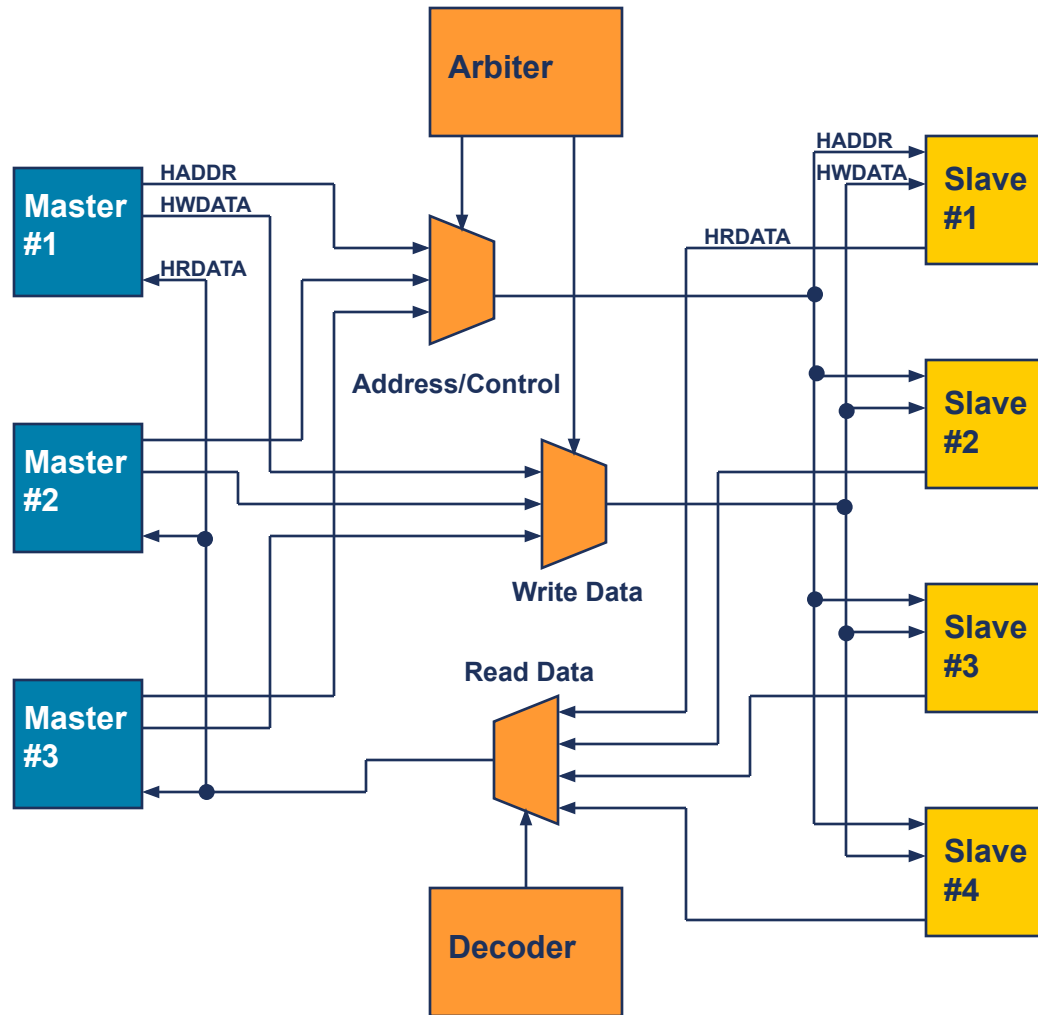 Arbiter
HADDR
HWDATA
HRDATA
Master
#1
HADDR
HWDATA
HRDATA
Slave
#1
Address/Control
Master
#2
Slave
#2
Write Data
Slave
#3
Read Data
Master
#3
Slave
#4
Decoder